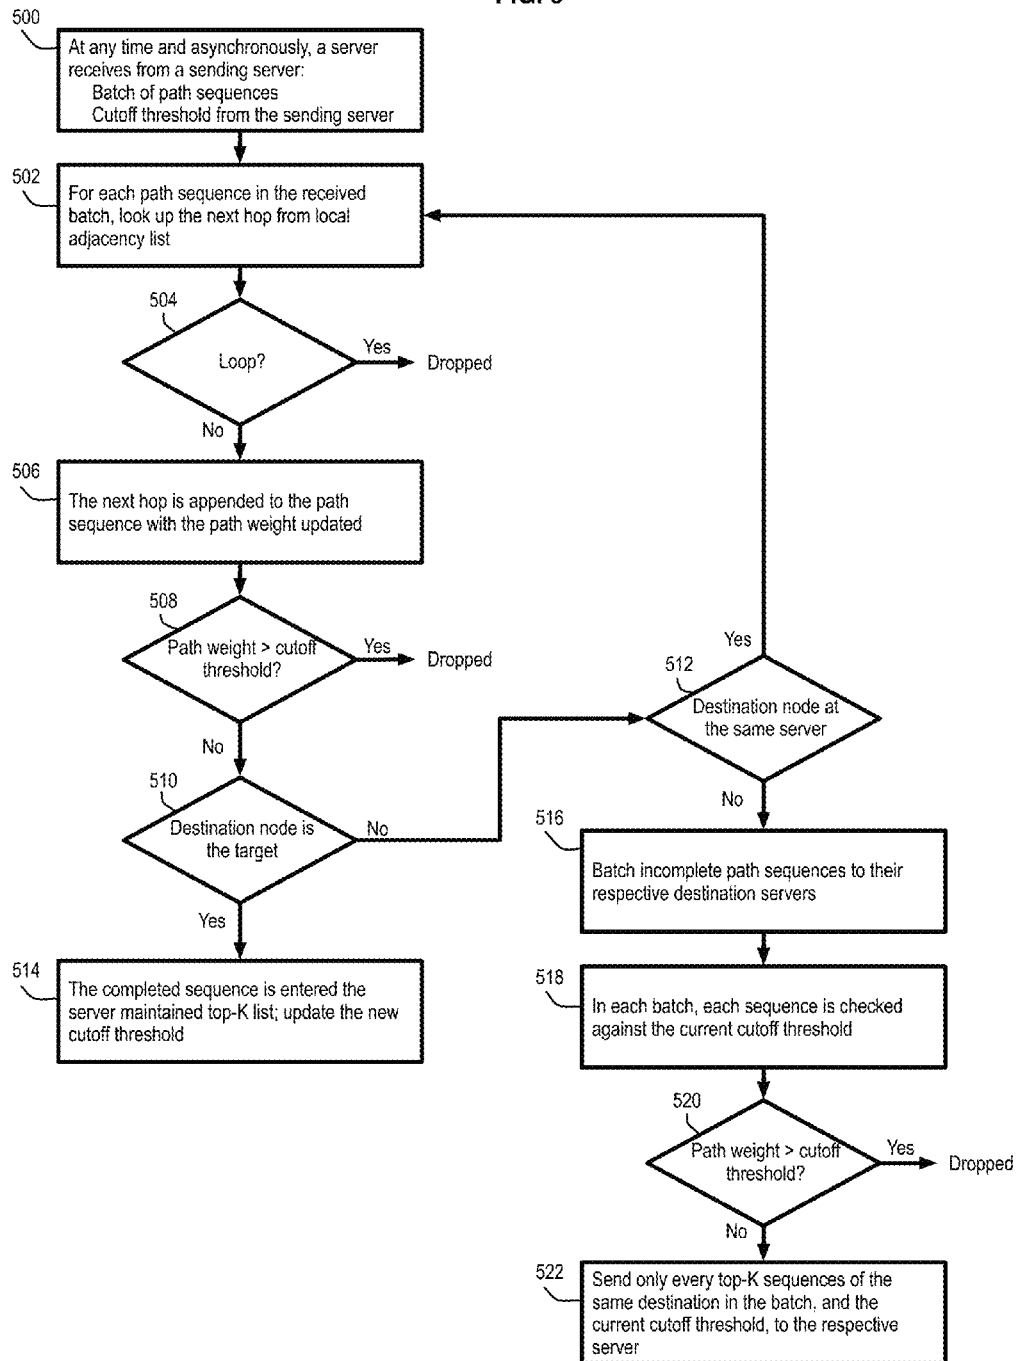 500
At any time and asynchronously, a server
receives from a sending server:
Batch of path sequences
Cutoff threshold from the sending server
502
For each path sequence in the received
batch, look up the next hop from local
adjacency list
504
Loop?
Yes
Dropped
No
506
The next hop is appended to the path
sequence with the path weight updated
508
Path weight > cutoff
threshold?
Yes
Dropped
No
510
Destination node is
the target
No
Yes
514
The completed sequence is entered the
server maintained top-K list; update the new
cutoff threshold
Yes
512
Destination node at
the same server
No
516
Batch incomplete path sequences to their
respective destination servers
518
In each batch, each sequence is checked
against the current cutoff threshold
520
Path weight > cutoff
threshold?
Yes
Dropped
No
522
Send only every top-K sequences of the
same destination in the batch, and the
current cutoff threshold, to the respective
server